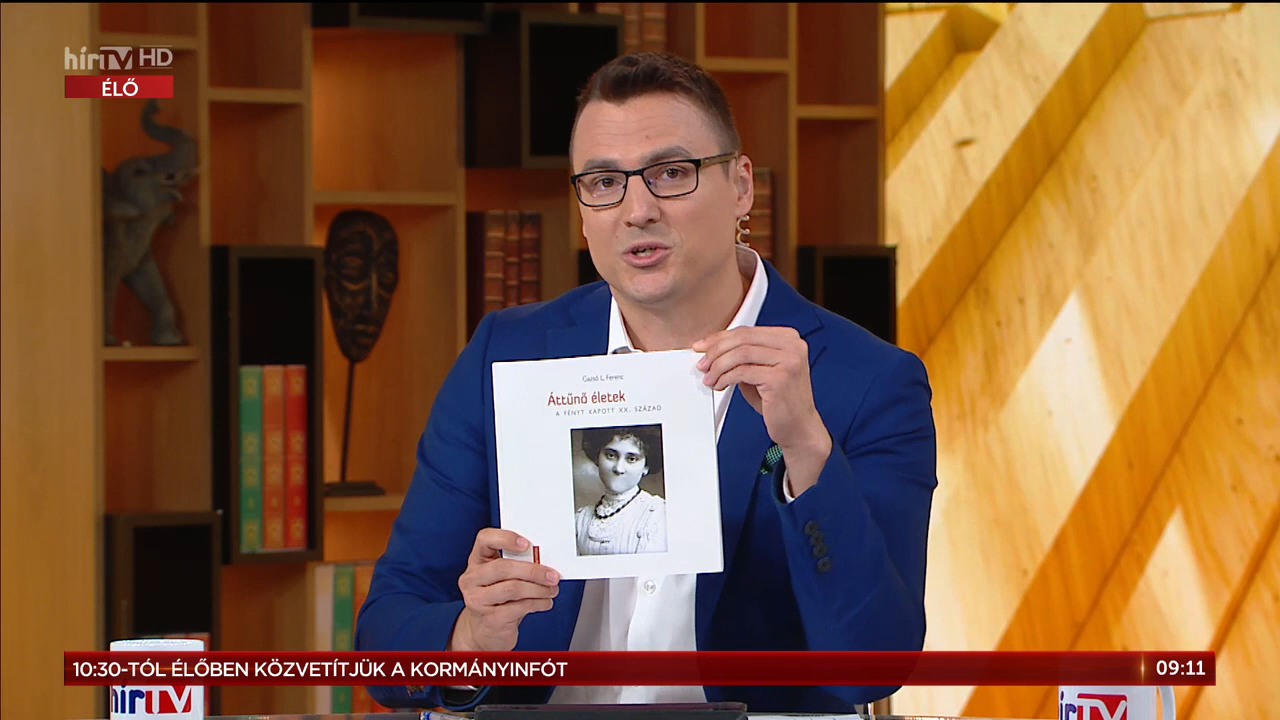 hírTV HD
ÉLŐ
Gazsó L. Ferenc
Áttűnő életek
A FÉNYT KAPOTT XX. SZÁZAD
10:30-TÓL ÉLŐBEN KÖZVETÍTJÜK A KORMÁNYINFÓT
09:11
hírTV
hírTV